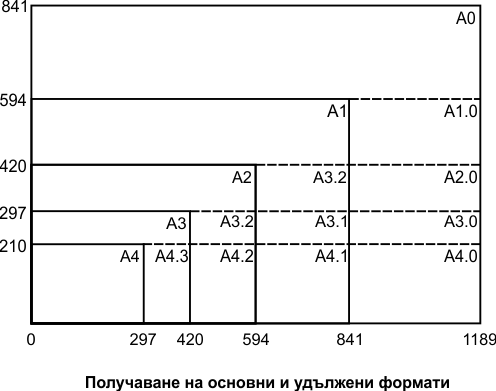 841
A0
594
A1 A1.0
420
A2 A3.2 A2.0
297
A3 A3.2 A3.1 A3.0
210
A4 A4.3 A4.2 A4.1 A4.0
0 297 420 594 841 1189
Получаване на основни и удължени формати